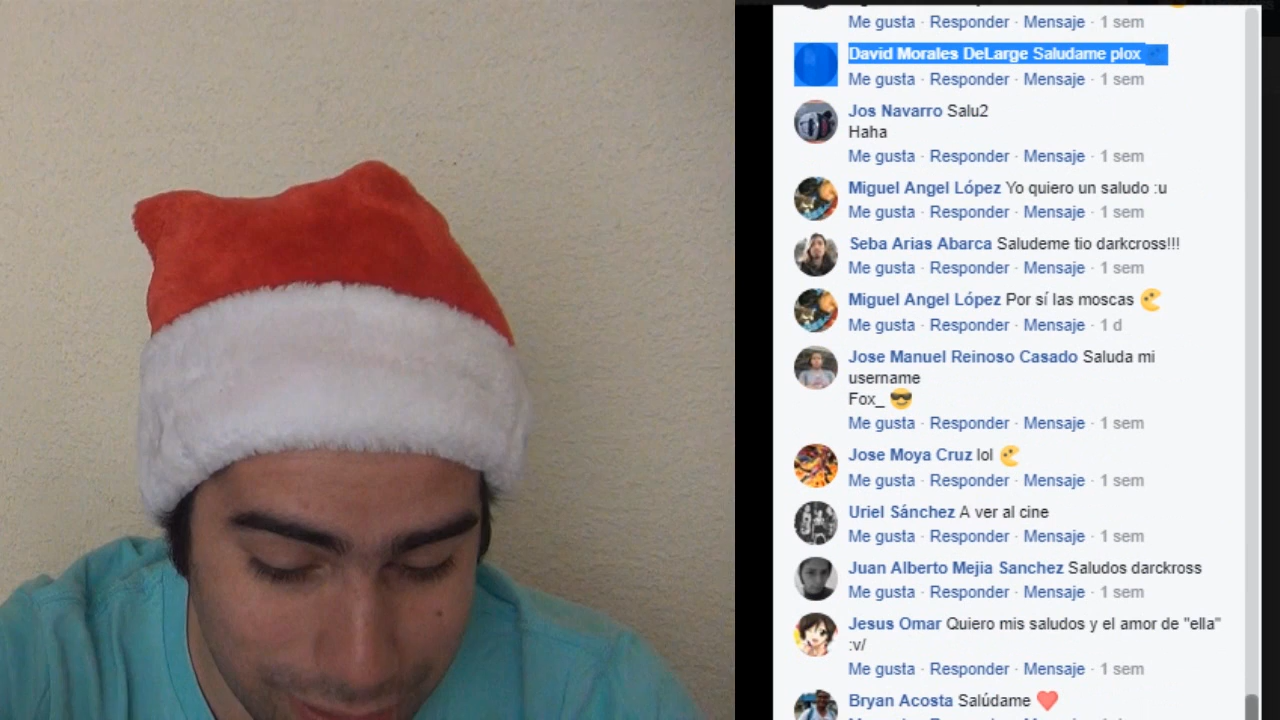 Me gusta · Responder · Mensaje · 1 sem
David Morales DeLarge Saludame plox
Me gusta · Responder · Mensaje · 1 sem
Jos Navarro Salu2
Haha
Me gusta · Responder · Mensaje · 1 sem
Miguel Angel López Yo quiero un saludo :u
Me gusta · Responder · Mensaje · 1 sem
Seba Arias Abarca Saludeme tio darkcross!!!
Me gusta · Responder · Mensaje · 1 sem
Miguel Angel López Por sí las moscas
Me gusta · Responder · Mensaje · 1 d
Jose Manuel Reinoso Casado Saluda mi
username
Fox_ 😎
Me gusta · Responder · Mensaje · 1 sem
Jose Moya Cruz lol
Me gusta · Responder · Mensaje · 1 sem
Uriel Sánchez A ver al cine
Me gusta · Responder · Mensaje · 1 sem
Juan Alberto Mejia Sanchez Saludos darckross
Me gusta · Responder · Mensaje · 1 sem
Jesus Omar Quiero mis saludos y el amor de "ella"
:v/
Me gusta · Responder · Mensaje · 1 sem
Bryan Acosta Salúdame ❤